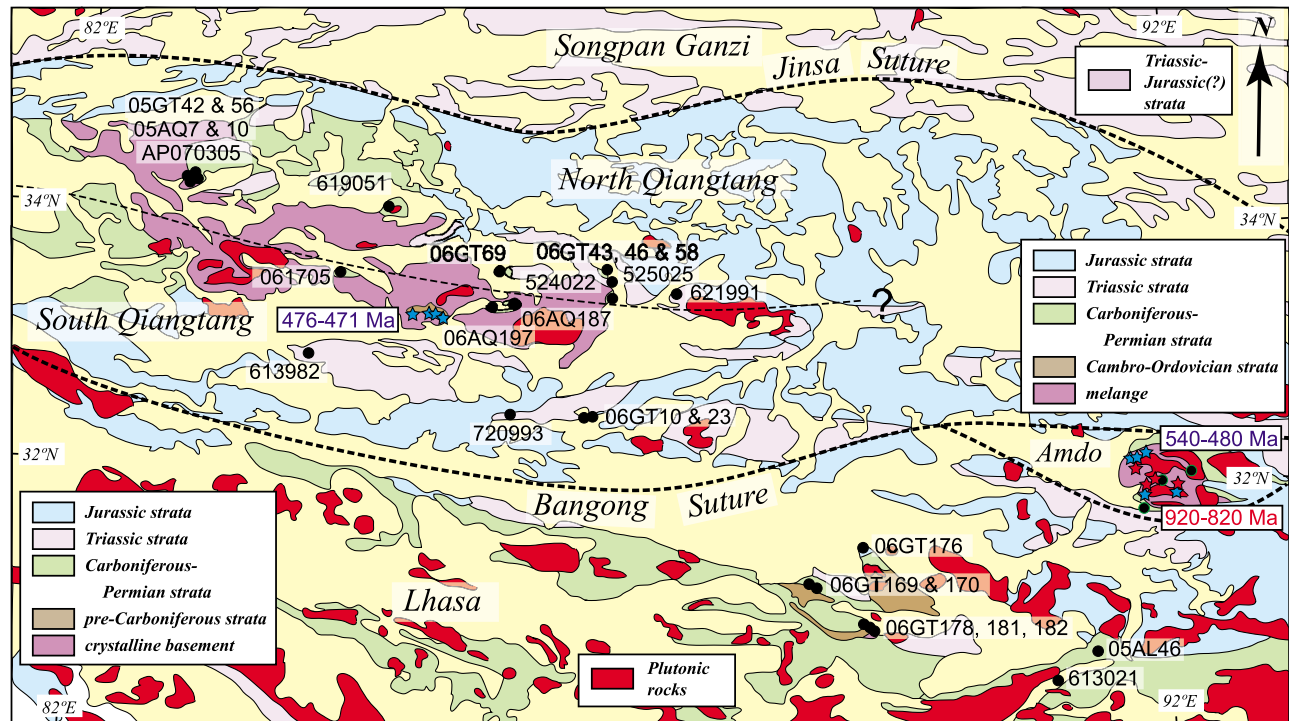 82ºE
92ºE
N
Songpan Ganzi
Jinsa Suture
Triassic-
Jurassic(?)
strata
05GT42 & 56
05AQ7 & 10
AP070305
619051
North Qiangtang
34ºN
34ºN
06GT69
06GT43, 46 & 58
061705
524022
525025
621991
South Qiangtang
476-471 Ma
06AQ187
06AQ197
?
613982
Jurassic strata
Triassic strata
Carboniferous-
Permian strata
Cambro-Ordovician strata
melange
720993
06GT10 & 23
32ºN
Amdo
540-480 Ma
32ºN
920-820 Ma
Bangong Suture
Jurassic strata
Triassic strata
Carboniferous-
Permian strata
pre-Carboniferous strata
crystalline basement
Lhasa
06GT176
06GT169 & 170
06GT178, 181, 182
05AL46
613021
Plutonic
rocks
82ºE
92ºE